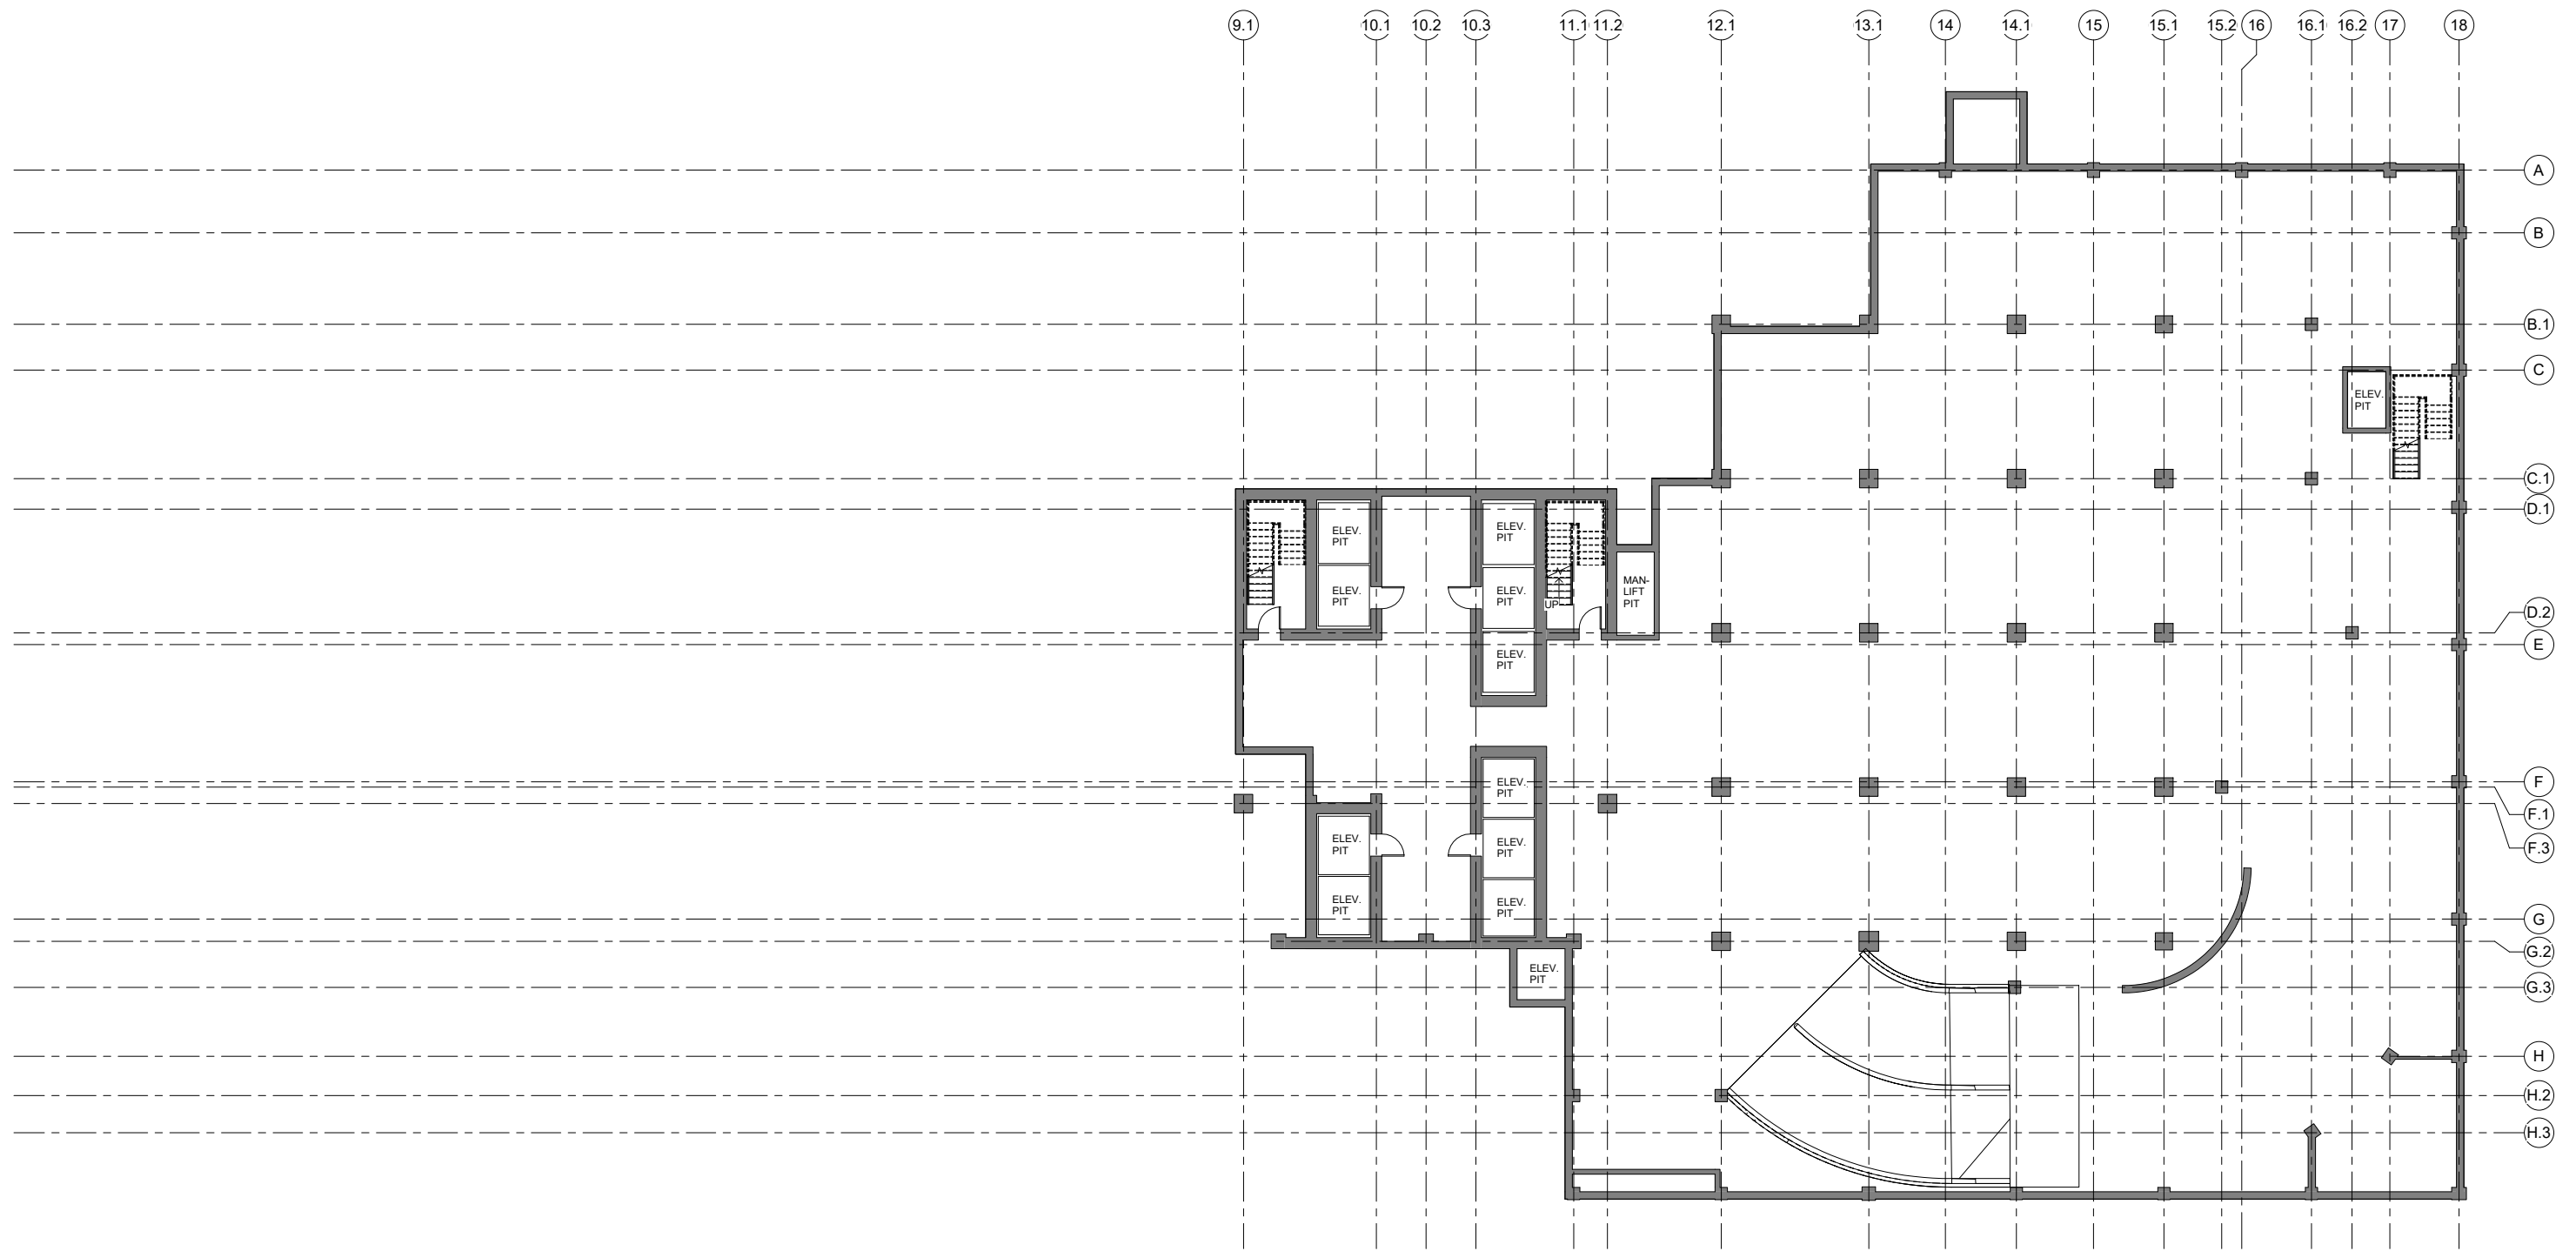 9.1
10.1
10.2
10.3
11.1
11.2
12.1
13.1
14
14.1
15
15.1
15.2
16
16.1
16.2
17
18
A
B
B.1
C
ELEV.
PIT
C.1
D.1
ELEV.
PIT
ELEV.
PIT
ELEV.
PIT
ELEV.
PIT
MAN-
LIFT
PIT
UP
D.2
E
ELEV.
PIT
F
ELEV.
PIT
F.1
F.3
ELEV.
PIT
ELEV.
PIT
ELEV.
PIT
ELEV.
PIT
G
G.2
ELEV.
PIT
G.3
H
H.2
H.3